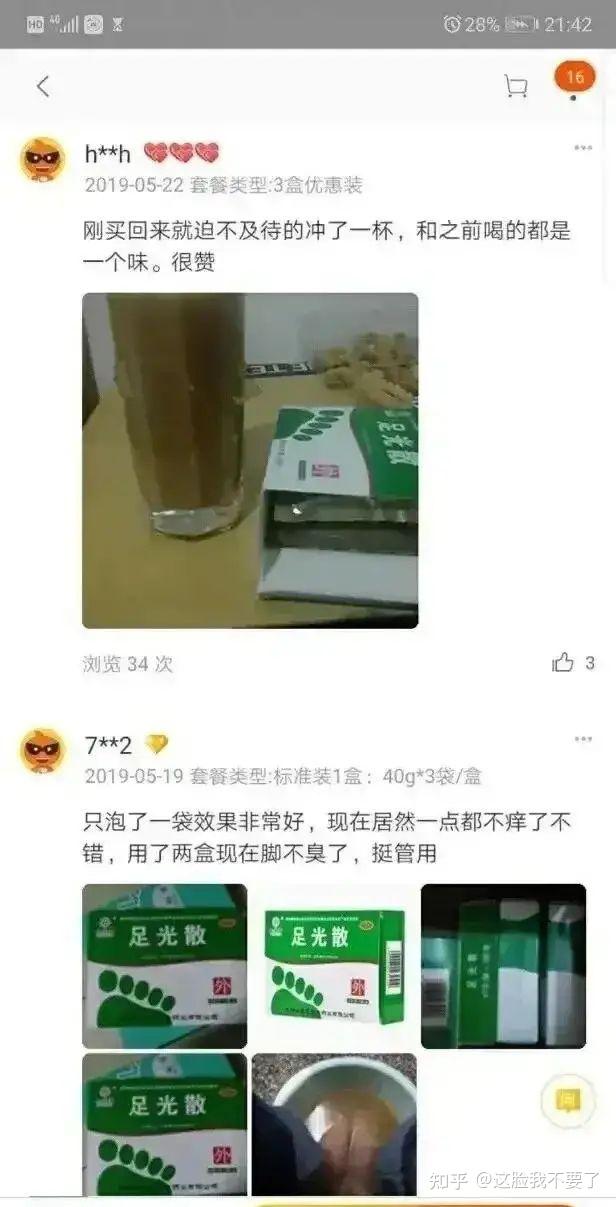 HD 4G 28% 21:42
16
h**h
2019-05-22 套餐类型:3盒优惠装
刚买回来就迫不及待的冲了一杯，和之前喝的都是
一个味。很赞
足光散
外
浏览 34 次
3
7**2
2019-05-19 套餐类型:标准装1盒：40g*3袋/盒
只泡了一袋效果非常好，现在居然一点都不痒了不
错，用了两盒现在脚不臭了，挺管用
足光散
外
足光散
外
足光散
足光散
外
问
知乎 @这脸我不要了